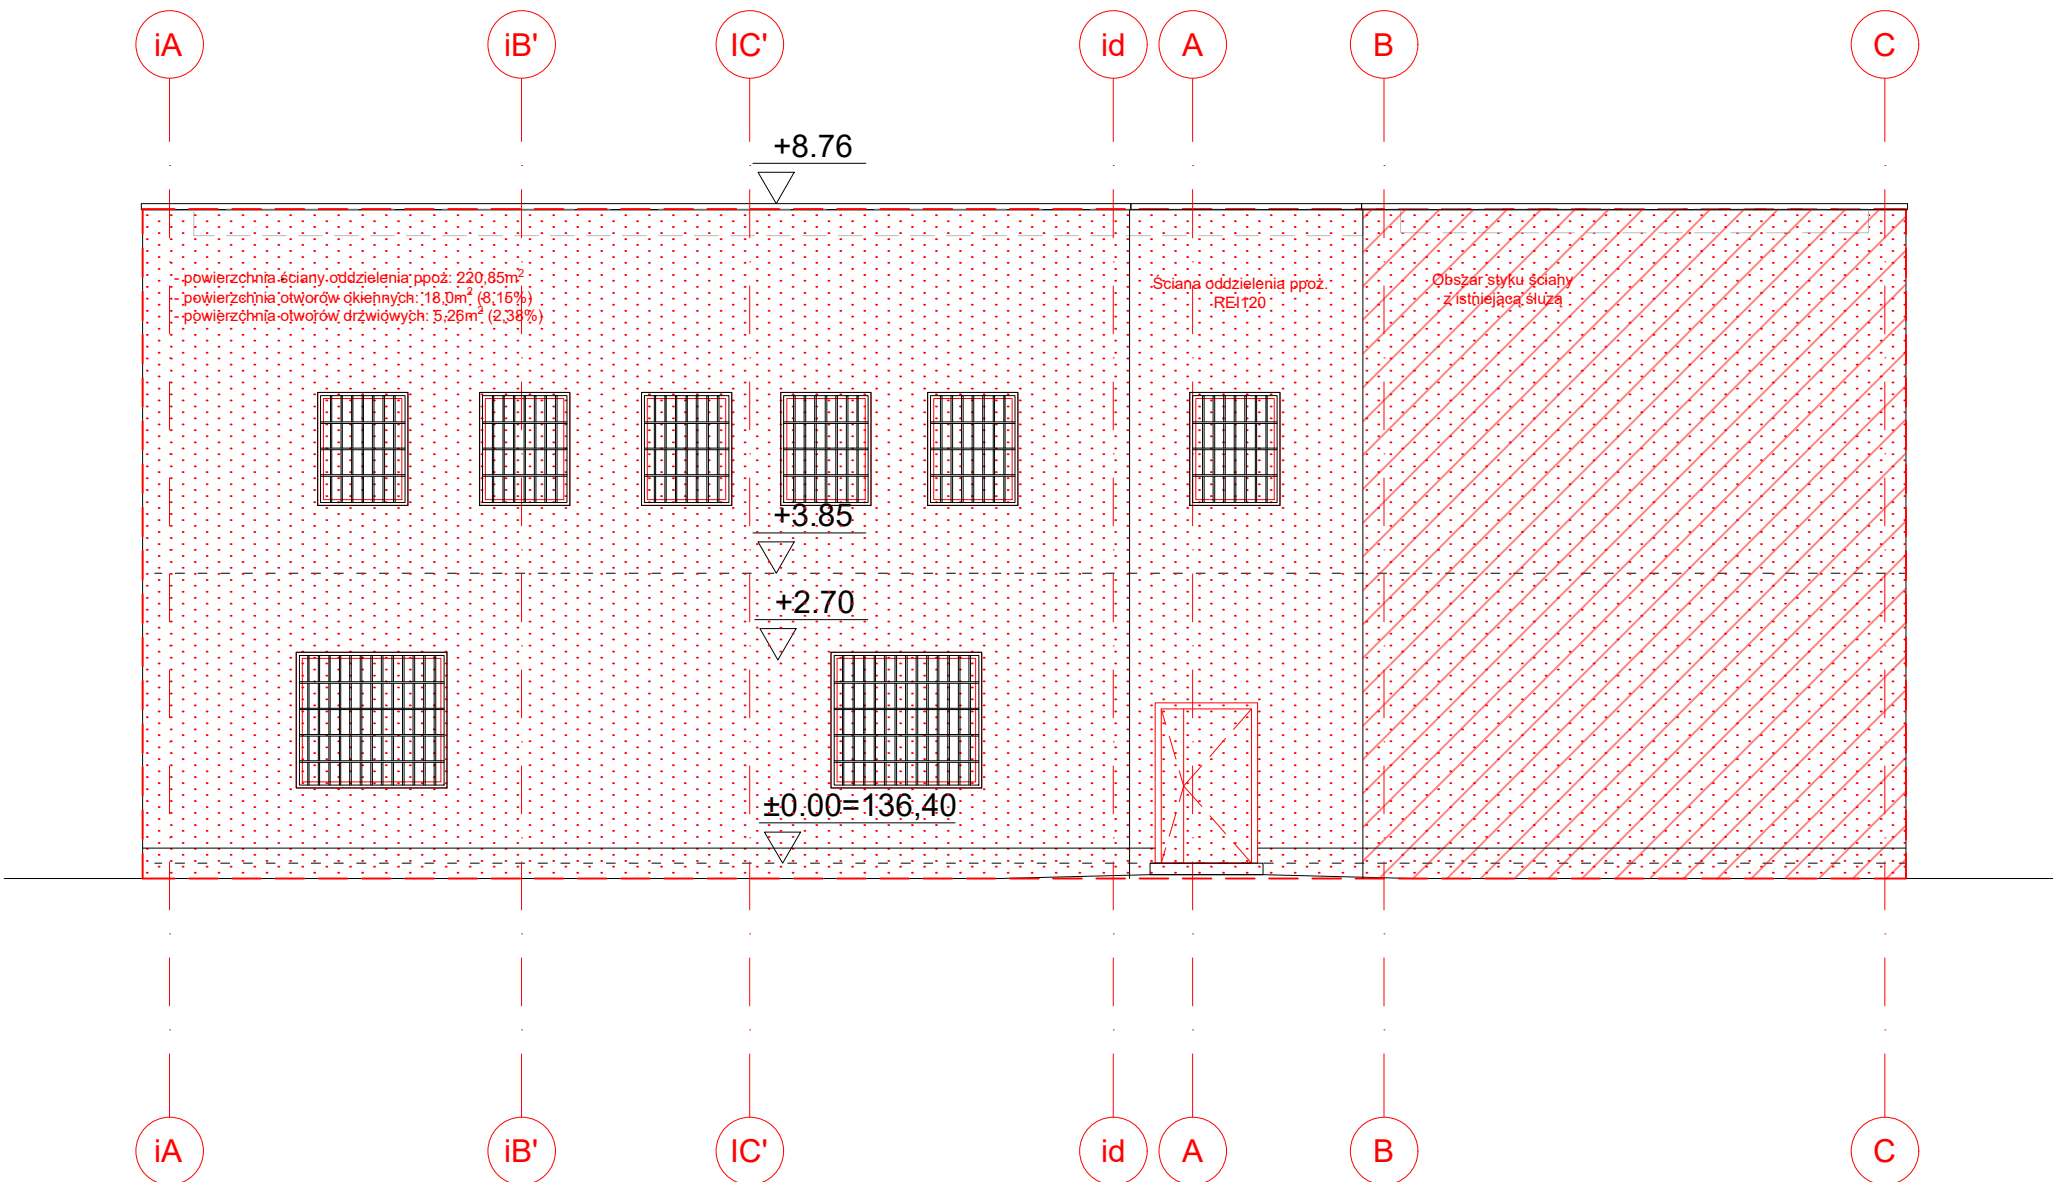 iA iB' IC' id A B C
+8.76
- powierzchnia ściany oddzielenia ppoż: 220,85m²
- powierzchnia otworów okiennych: 18,0m² (8,15%)
- powierzchnia otworów drzwiowych: 5,26m² (2,38%)
Ściana oddzielenia ppoż.
REI120
Obszar styku ściany
z istniejącą śluzą
+3.85
+2.70
±0.00=136,40
iA iB' IC' id A B C